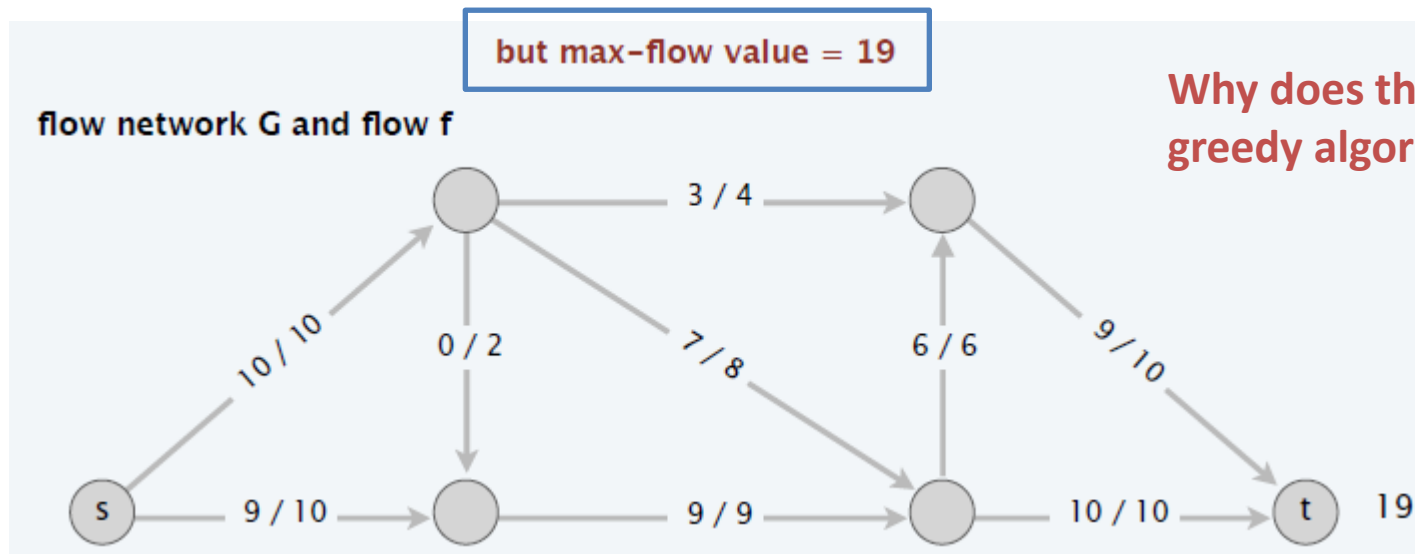 but max-flow value = 19
Why does th
greedy algor
flow network G and flow f
3 / 4
10 / 10
0 / 2
7 / 8
6 / 6
9 / 10
s
9 / 10
9 / 9
10 / 10
t
19